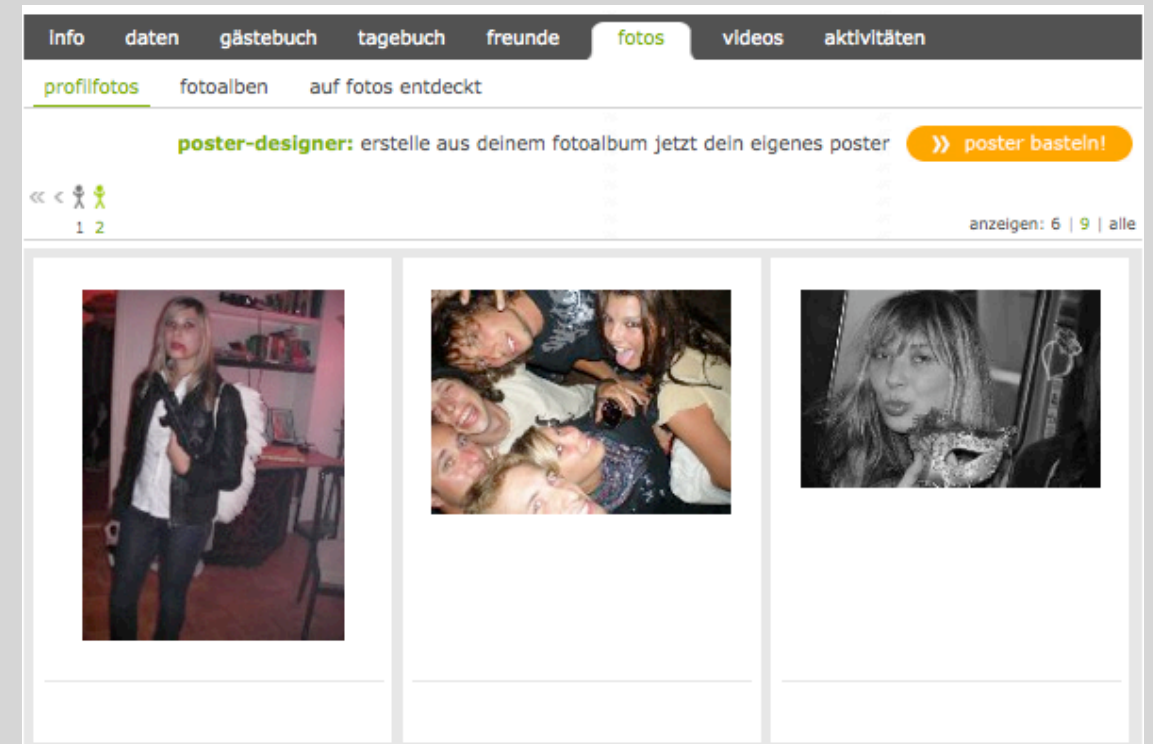 info daten gästebuch tagebuch freunde fotos videos aktivitäten
profilfotos fotoalben auf fotos entdeckt
poster-designer: erstelle aus deinem fotoalbum jetzt dein eigenes poster » poster basteln!
« <
1 2
anzeigen: 6 | 9 | alle